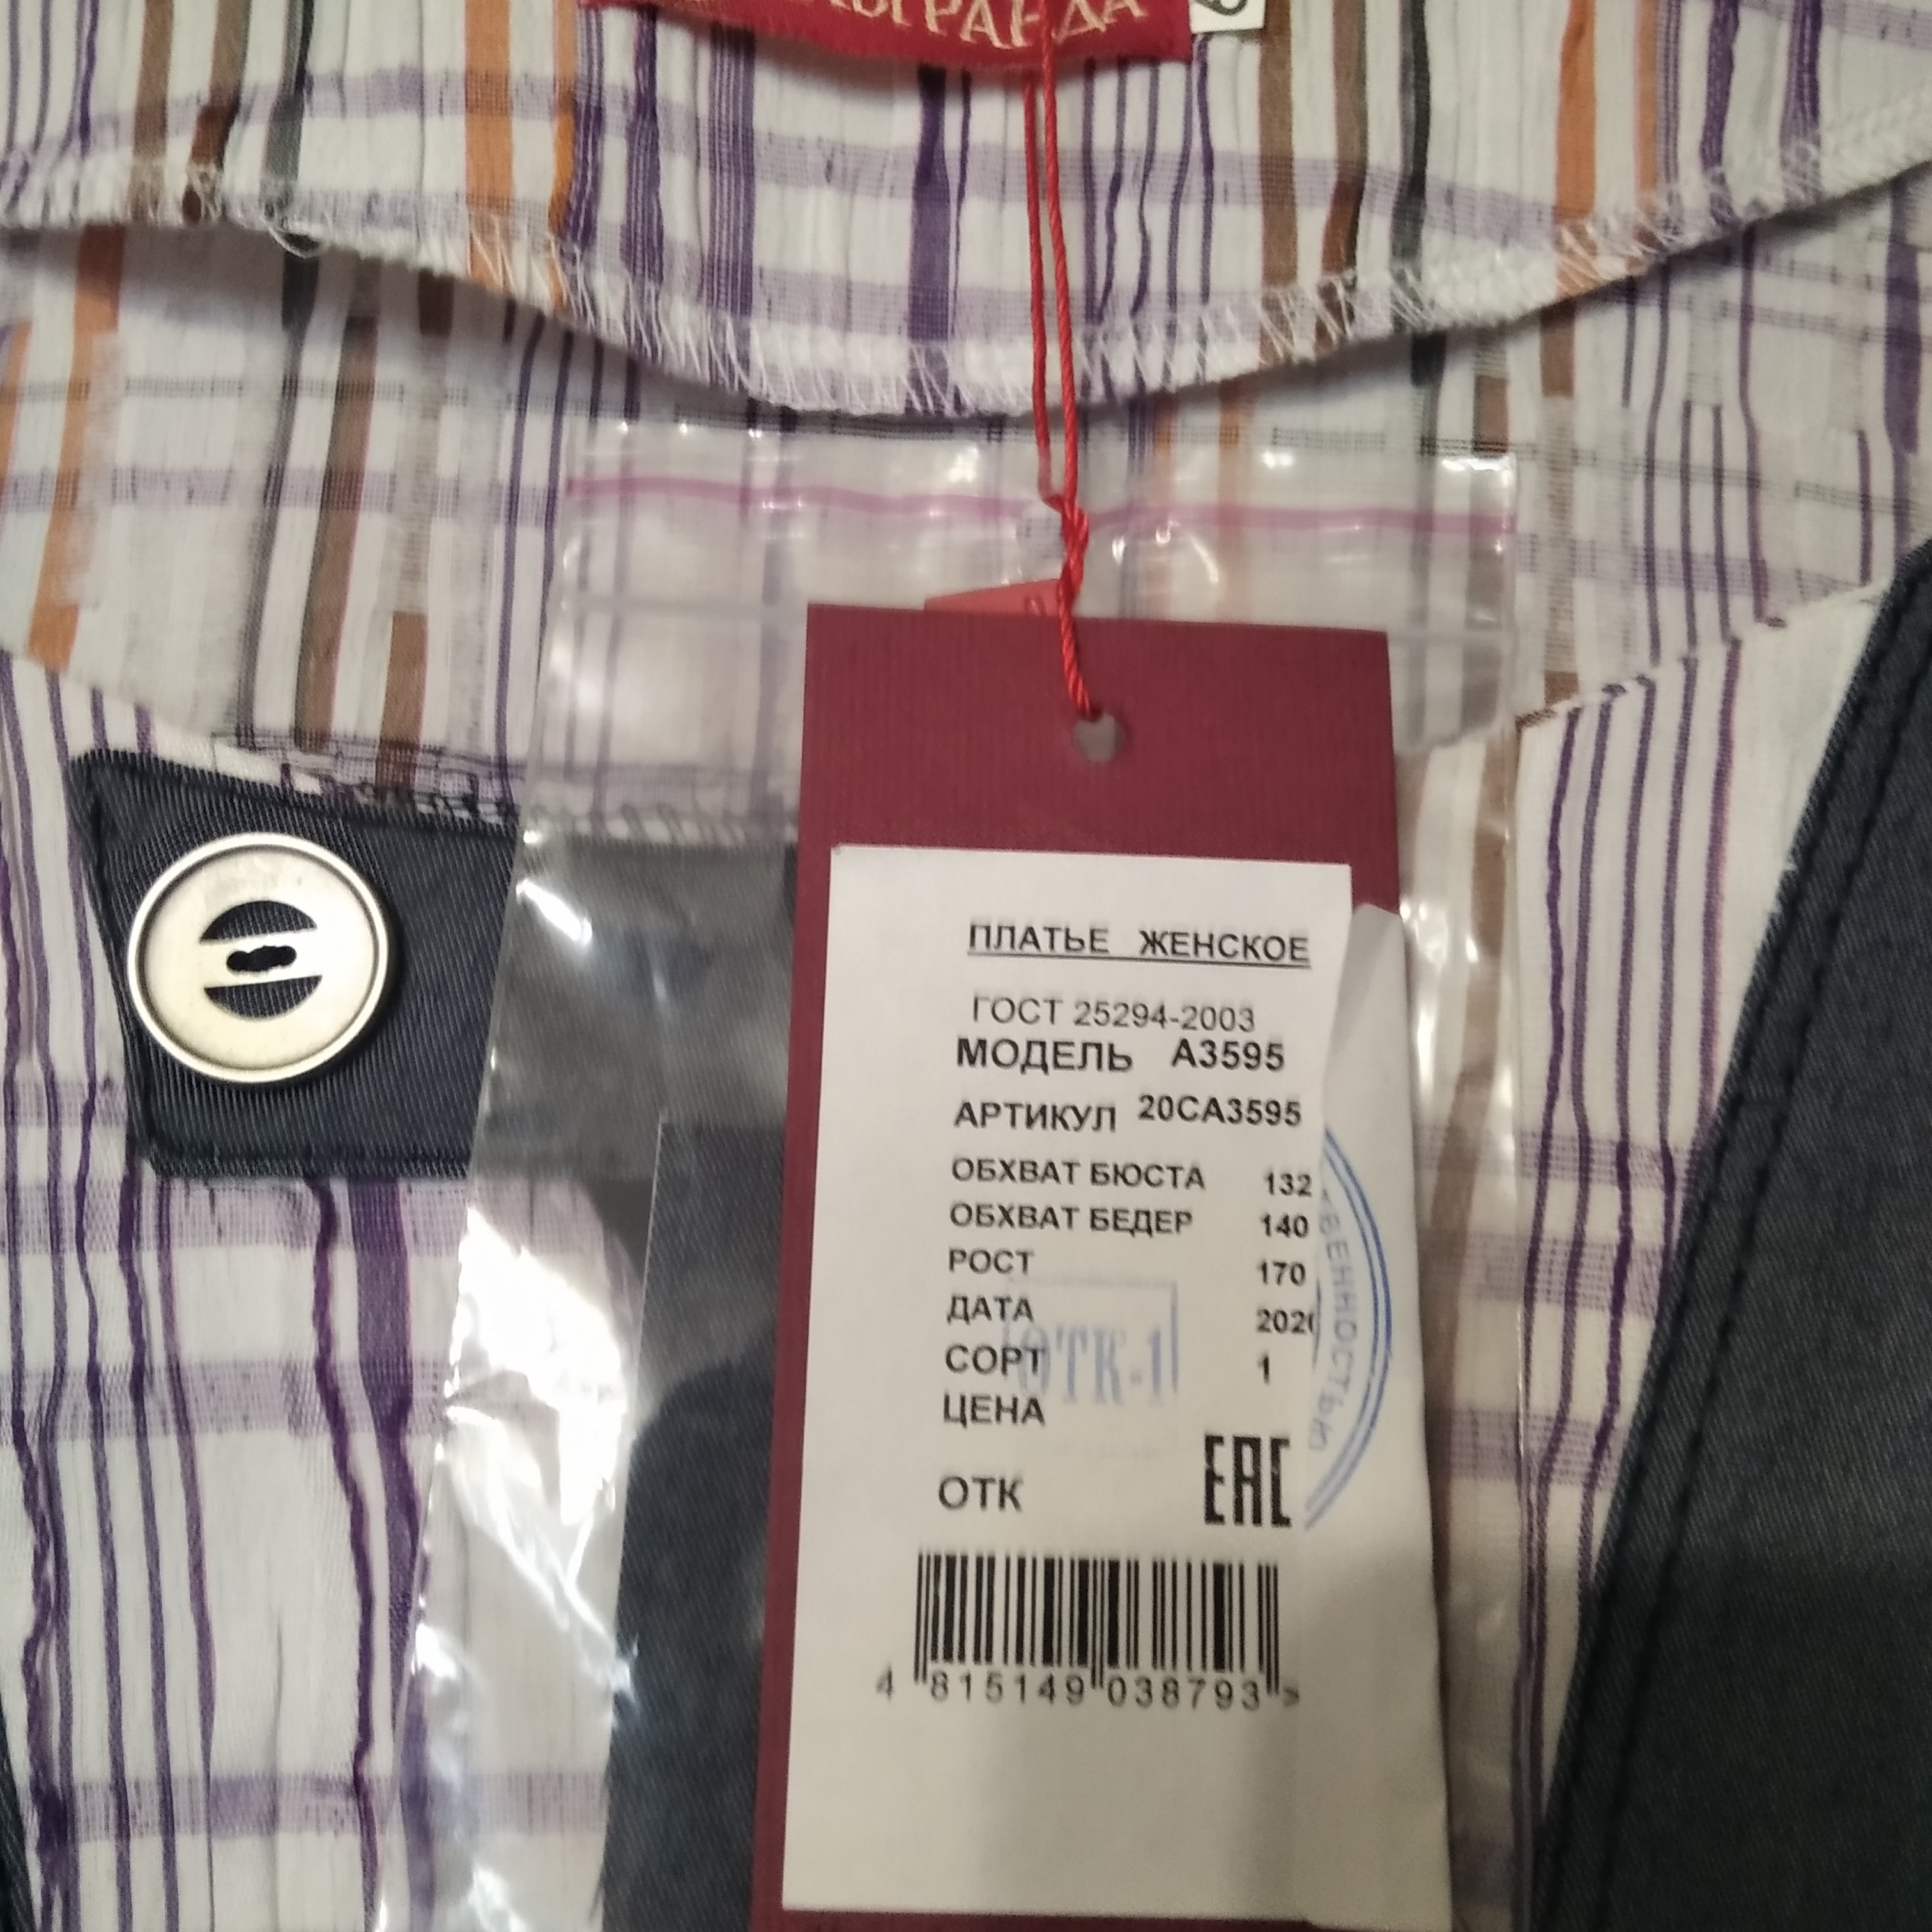 ПЛАТЬЕ ЖЕНСКОЕ
ГОСТ 25294-2003
МОДЕЛЬ А3595
АРТИКУЛ 20СА3595
ОБХВАТ БЮСТА 132
ОБХВАТ БЕДЕР 140
РОСТ 170
ДАТА
СОРТ 1
ЦЕНА
ОТК-1
ОТК ЕАС
4 815149 038793 >